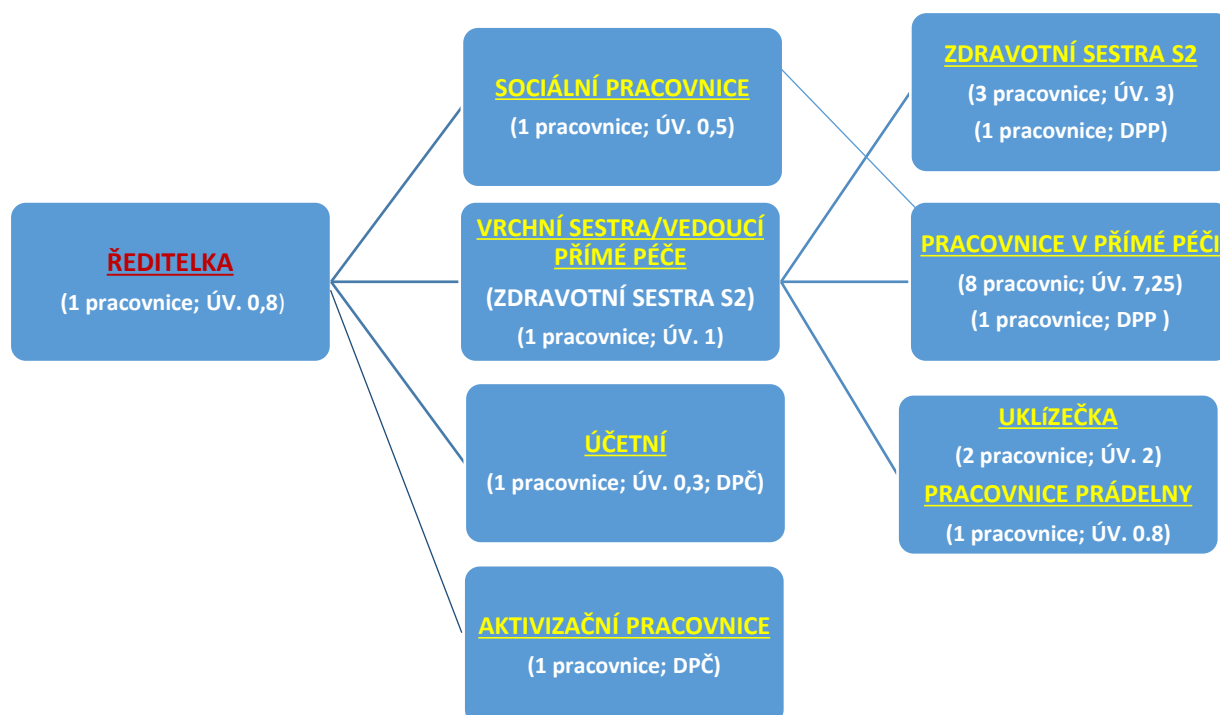 ŘEDITELKA
(1 pracovnice; ÚV. 0,8)
SOCIÁLNÍ PRACOVNICE
(1 pracovnice; ÚV. 0,5)
VRCHNÍ SESTRA/VEDOUCÍ
PŘÍMÉ PÉČE
(ZDRAVOTNÍ SESTRA S2)
(1 pracovnice; ÚV. 1)
ÚČETNÍ
(1 pracovnice; ÚV. 0,3; DPČ)
AKTIVIZAČNÍ PRACOVNICE
(1 pracovnice; DPČ)
ZDRAVOTNÍ SESTRA S2
(3 pracovnice; ÚV. 3)
(1 pracovnice; DPP)
PRACOVNICE V PŘÍMÉ PÉČI
(8 pracovnic; ÚV. 7,25)
(1 pracovnice; DPP )
UKLíZEČKA
(2 pracovnice; ÚV. 2)
PRACOVNICE PRÁDELNY
(1 pracovnice; ÚV. 0.8)